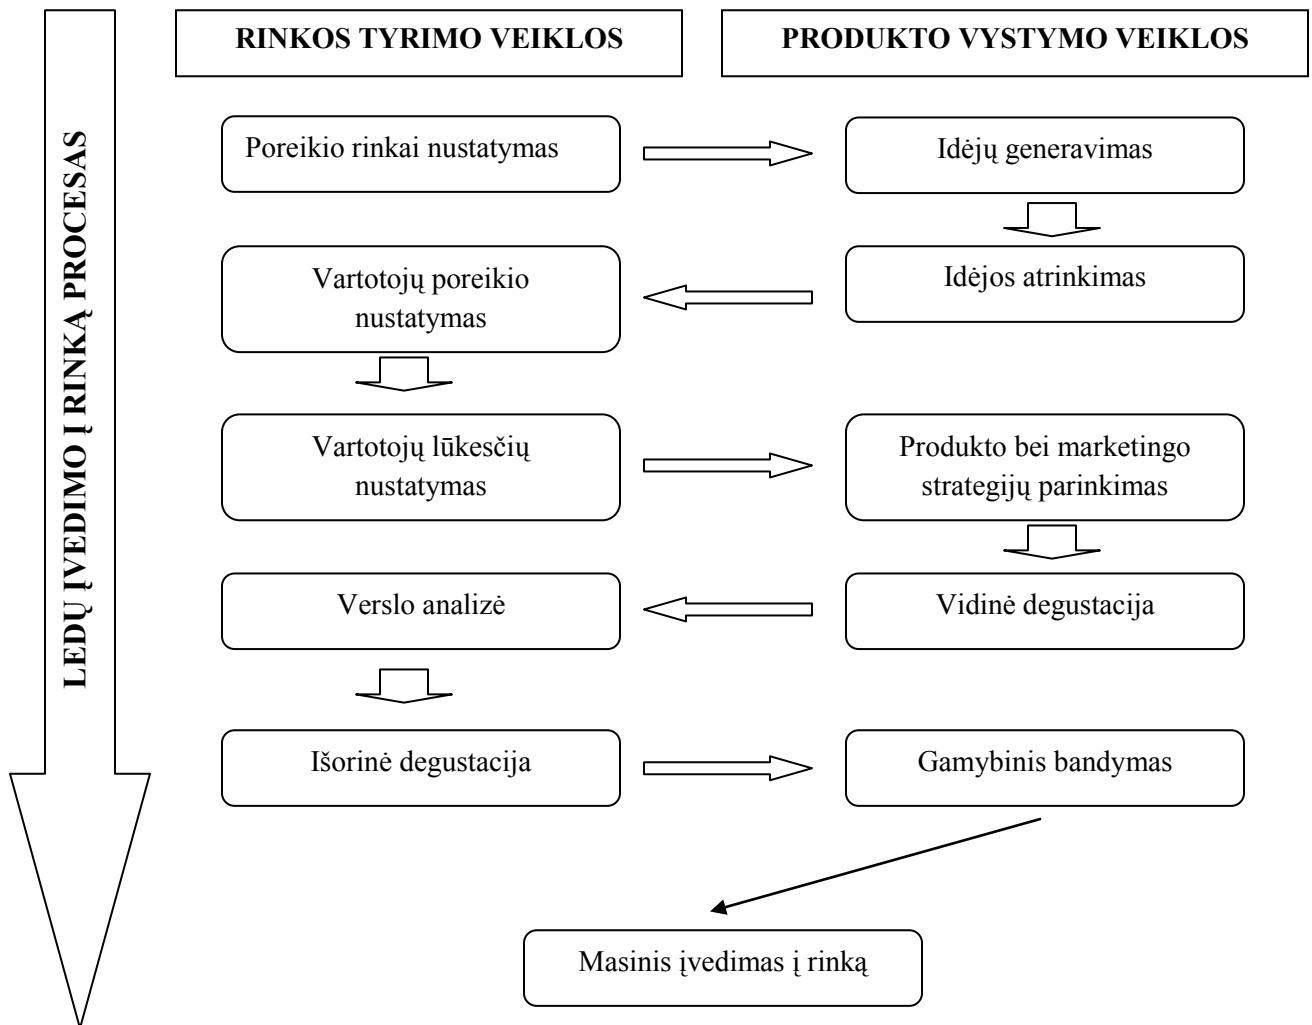 RINKOS TYRIMO VEIKLOS
PRODUKTO VYSTYMO VEIKLOS
LEDŲ ĮVEDIMO Į RINKĄ PROCESAS
Poreikio rinkai nustatymas
Idėjų generavimas
Vartotojų poreikio
nustatymas
Idėjos atrinkimas
Vartotojų lūkesčių
nustatymas
Produkto bei marketingo
strategijų parinkimas
Verslo analizė
Vidinė degustacija
Išorinė degustacija
Gamybinis bandymas
Masinis įvedimas į rinką